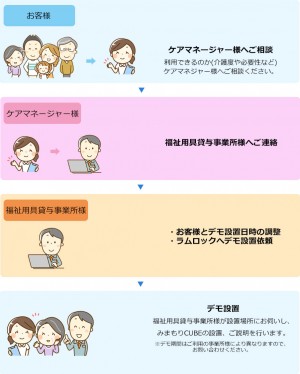 お客様
ケアマネージャー様へご相談
利用できるのか(介護度や必要性など)
ケアマネージャー様へご相談ください。
ケアマネージャー様
福祉用具貸与事業所様へご連絡
福祉用具貸与事業所様
・お客様とデモ設置日時の調整
・ラムロックへデモ設置依頼
デモ設置
福祉用具貸与事業所様が設置場所にお伺いし、
みまもりCUBEの設置、ご説明を行います。
※デモ期間はご利用の事業所様により異なりますので、
お問い合わせください。